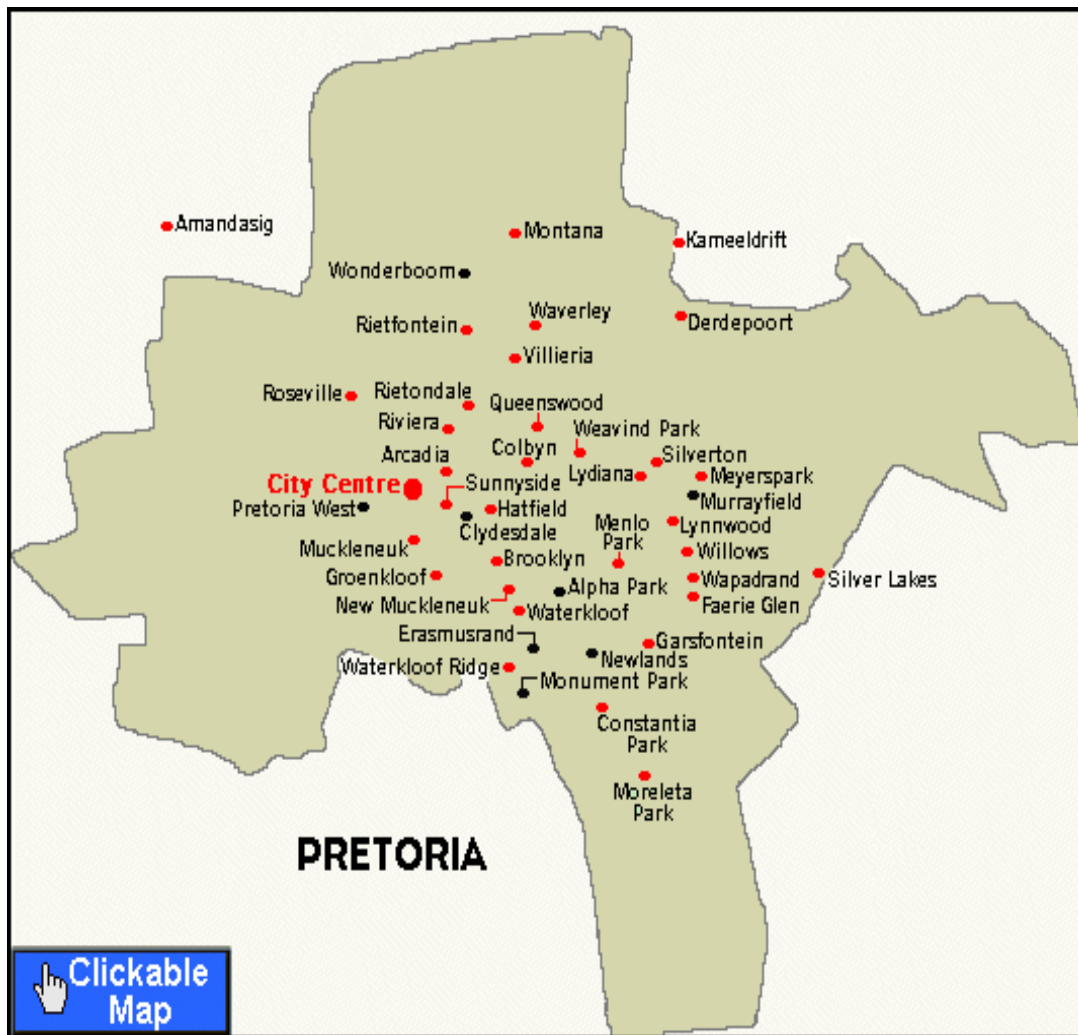 Amandasig
Montana
Kameeldrift
Wonderboom
Waverley
Rietfontein
Derdepoort
Villieria
Roseville
Rietondale
Queenswood
Riviera
Weavind Park
Arcadia
Colbyn
Silverton
Lydiana
Meyerspark
City Centre
Sunnyside
Murrayfield
Pretoria West
Hatfield
Clydesdale
Lynnwood
Menlo
Park
Muckleneuk
Willows
Brooklyn
Groenkloof
Wapadrand
Silver Lakes
Alpha Park
New Muckleneuk
Waterkloof
Faerie Glen
Erasmusrand
Garsfontein
Newlands
Waterkloof Ridge
Monument Park
Constantia
Park
Moreleta
Park
PRETORIA
Clickable
Map